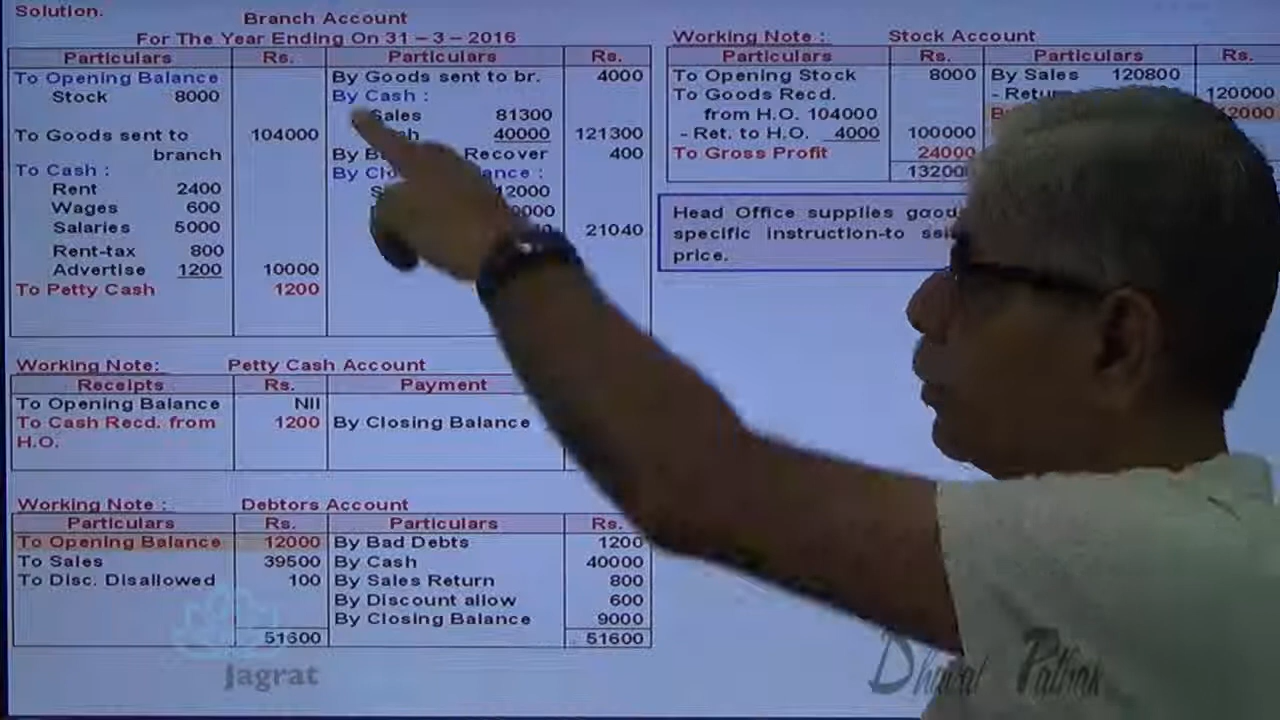 Solution.
Branch Account
For The Year Ending On 31 – 3 – 2016
Particulars Rs. Particulars Rs.
To Opening Balance By Goods sent to br. 4000
Stock 8000 By Cash :
Sales 81300
To Goods sent to 104000 40000 121300
branch By Recover 400
To Cash :
Rent 2400 12000
Wages 600
Salaries 5000 21040
Rent-tax 800
Advertise 1200 10000
To Petty Cash 1200
Working Note : Stock Account
Particulars Rs. Particulars Rs.
To Opening Stock 8000 By Sales 120800
To Goods Recd. 120000
from H.O. 104000 12000
- Ret. to H.O. 4000 100000
To Gross Profit 24000
Head Office supplies
specific instruction-to
price.
Working Note: Petty Cash Account
Receipts Rs. Payment
To Opening Balance NIl
To Cash Recd. from 1200 By Closing Balance
H.O.
Working Note : Debtors Account
Particulars Rs. Particulars Rs.
To Opening Balance 12000 By Bad Debts 1200
To Sales 39500 By Cash 40000
To Disc. Disallowed 100 By Sales Return 800
By Discount allow 600
By Closing Balance 9000
51600 51600
Jagrat
Dhuwal Pathak